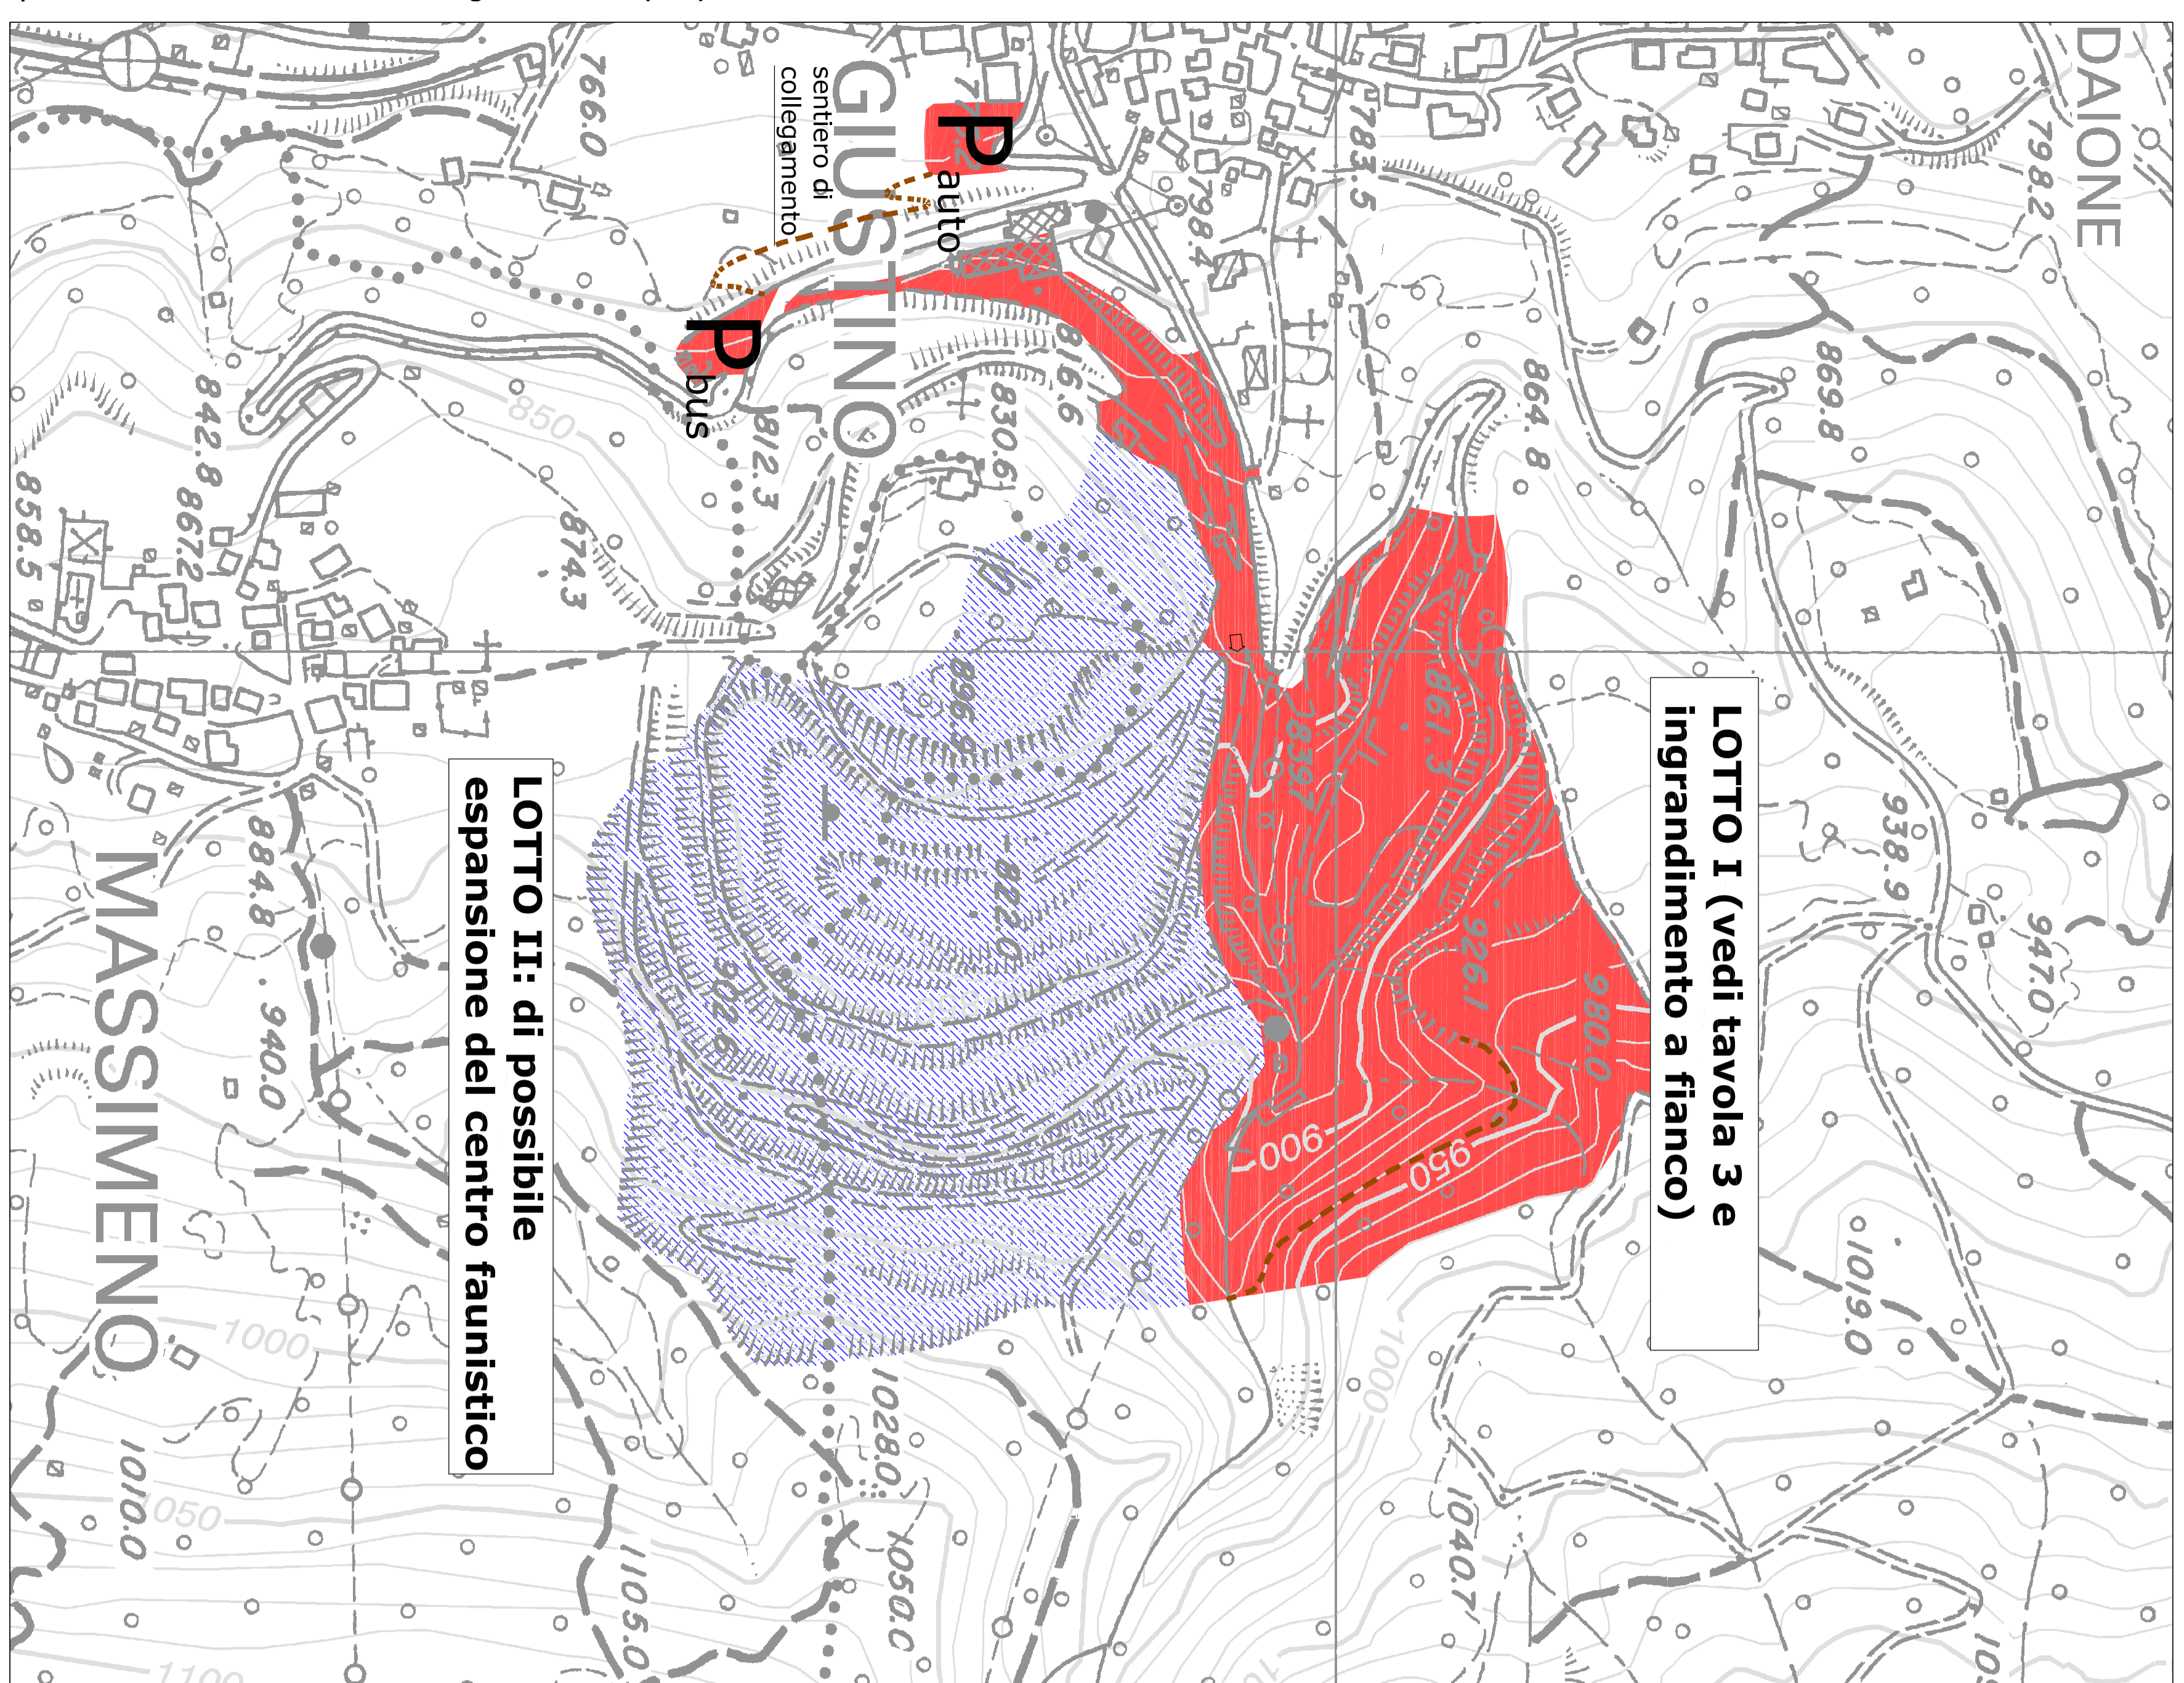 DAIONE
798.2
GIUSTINO
MASSIMENO
P
auto
P
bus
sentiero di
collegamento
LOTTO I (vedi tavola 3 e
ingrandimento a fianco)
LOTTO II: di possibile
espansione del centro faunistico
766.0
783.5
798.4
816.6
830.6
812.3
842.8
867.2
858.5
850
874.3
864.8
869.8
861.3
839.7
896.9
822.0
902.6
926.1
980.0
900
950
938.9
947.0
884.8
940.0
1019.0
1000
1000
1028.0
1010.0
1050
1040.7
1105.0
1100